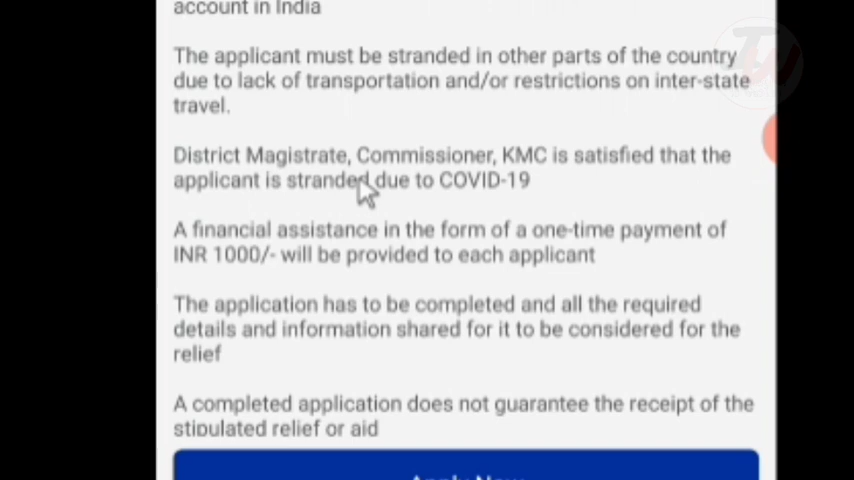 account in India
The applicant must be stranded in other parts of the country
due to lack of transportation and/or restrictions on inter-state
travel.
District Magistrate, Commissioner, KMC is satisfied that the
applicant is stranded due to COVID-19
A financial assistance in the form of a one-time payment of
INR 1000/- will be provided to each applicant
The application has to be completed and all the required
details and information shared for it to be considered for the
relief
A completed application does not guarantee the receipt of the
stipulated relief or aid
Apply Now